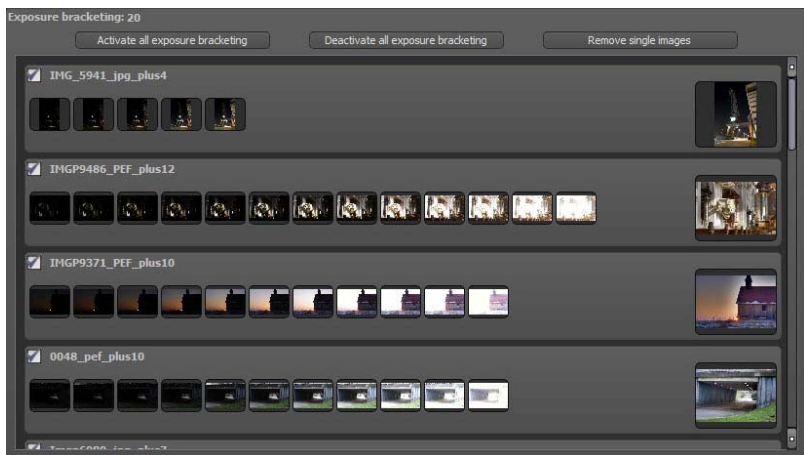 Exposure bracketing: 20
Activate all exposure bracketing Deactivate all exposure bracketing Remove single images
IMG_5941_jpg_plus4
IMGP9486_PEF_plus12
IMGP9371_PEF_plus10
0048_pef_plus10